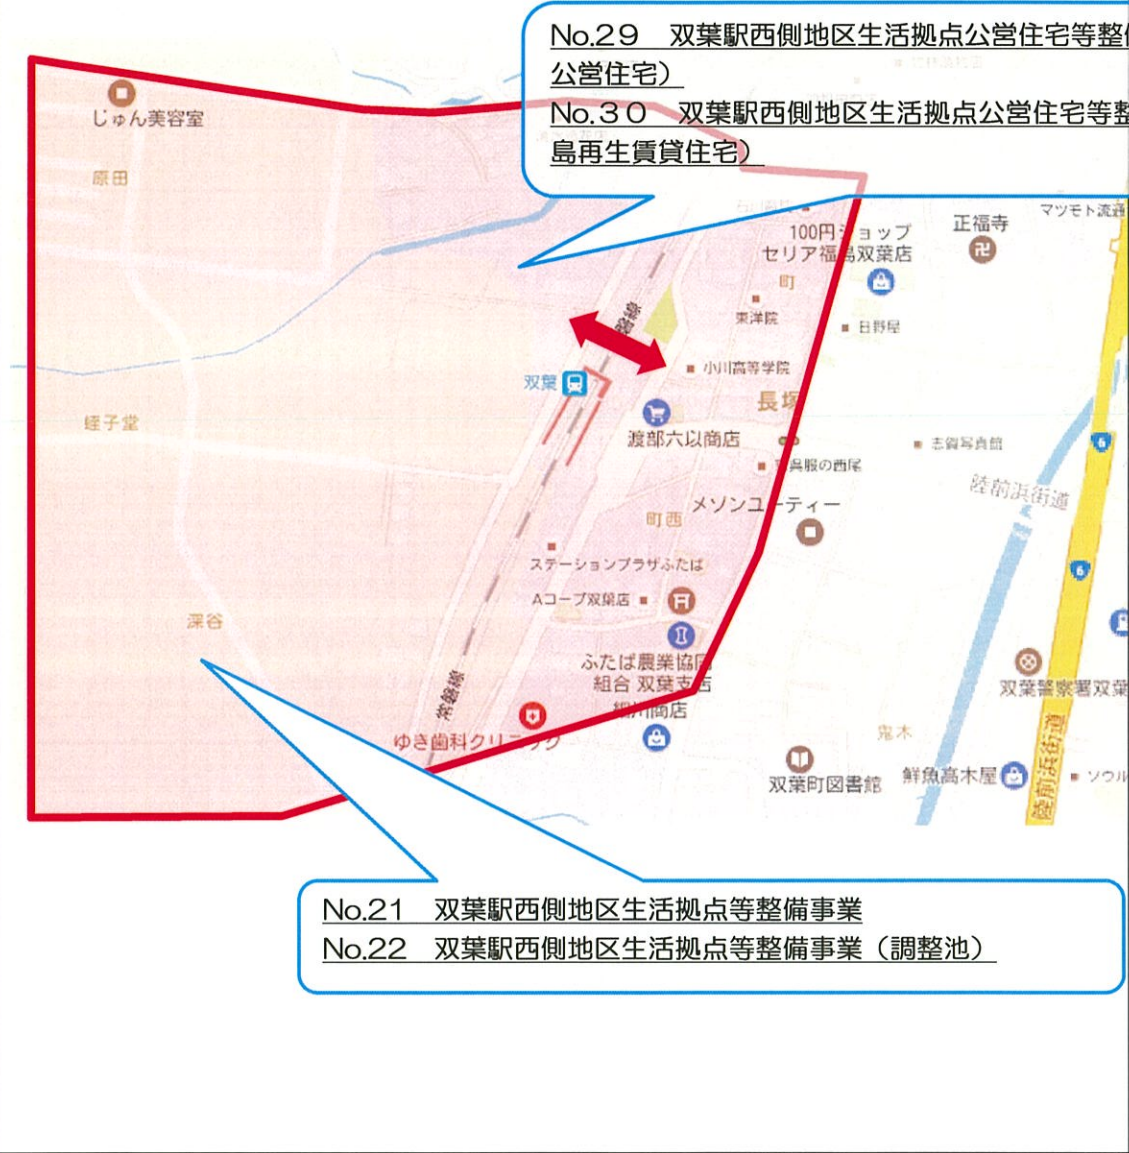 No.29　双葉駅西側地区生活拠点公営住宅等整
公営住宅）
No.30　双葉駅西側地区生活拠点公営住宅等整
島再生賃貸住宅）
じゅん美容室
原田
マツモト流通
正福寺
100円ショップ
セリア福島双葉店
町
東洋院
日野屋
磐線
小川高等学院
双葉
長塚
渡部六以商店
蛭子堂
志賀写真館
呉服の西尾
陸前浜街道
メゾンユーティー
町西
6
6
ステーションプラザふたば
Aコープ双葉店
深谷
ふたば農業協同
組合 双葉支店
双葉警察署双葉
常磐線
細川商店
鬼木
ゆき歯科クリニック
双葉町図書館
鮮魚高木屋
ソウル
陸前浜街道
No.21　双葉駅西側地区生活拠点等整備事業
No.22　双葉駅西側地区生活拠点等整備事業（調整池）